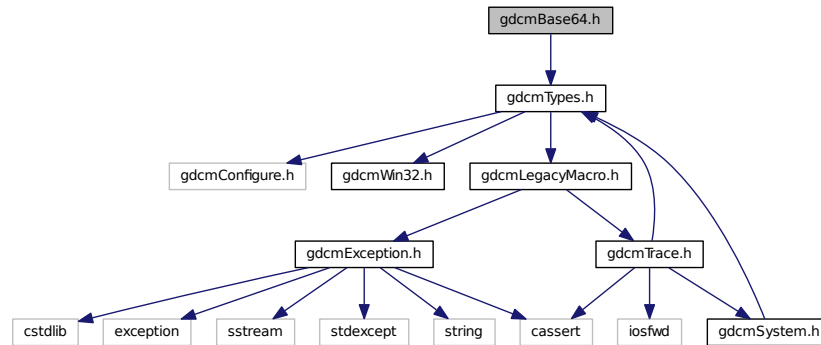 gdcmBase64.h
gdcmTypes.h
gdcmConfigure.h
gdcmWin32.h
gdcmLegacyMacro.h
gdcmException.h
gdcmTrace.h
cstdlib
exception
sstream
stdexcept
string
cassert
iosfwd
gdcmSystem.h